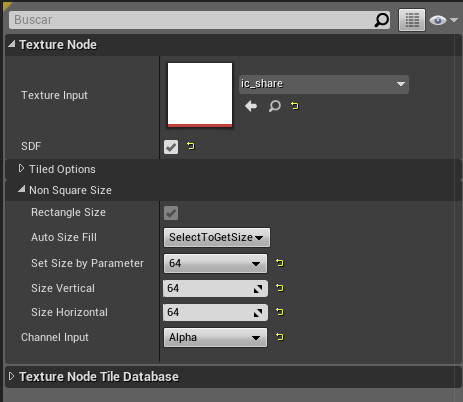 Buscar
Texture Node
Texture Input
ic_share
SDF
Tiled Options
Non Square Size
Rectangle Size
Auto Size Fill SelectToGetSize
Set Size by Parameter 64
Size Vertical 64
Size Horizontal 64
Channel Input Alpha
Texture Node Tile Database